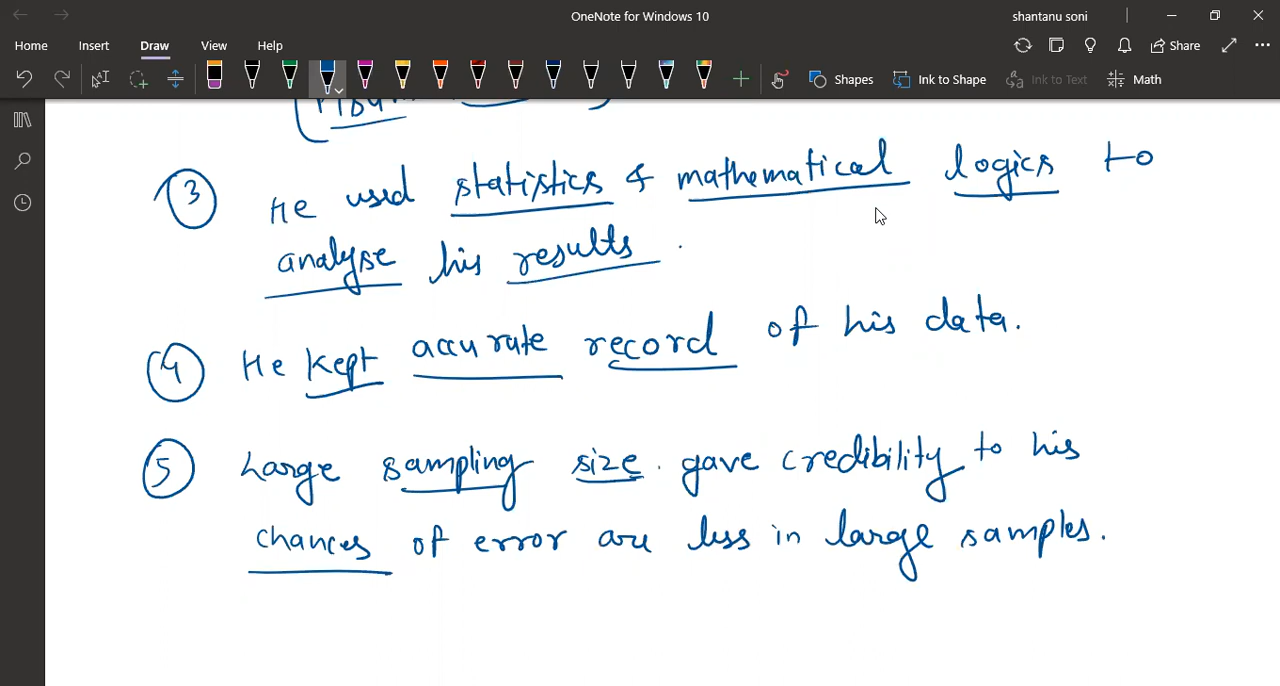 OneNote for Windows 10
shantanu soni
Home Insert Draw View Help
Share
Shapes Ink to Shape Ink to Text Math
3 He used statistics & mathematical logics to
analyse his results.
4 He kept accurate record of his data.
5 Large sampling size. gave credibility to his
chances of error are less in large samples.